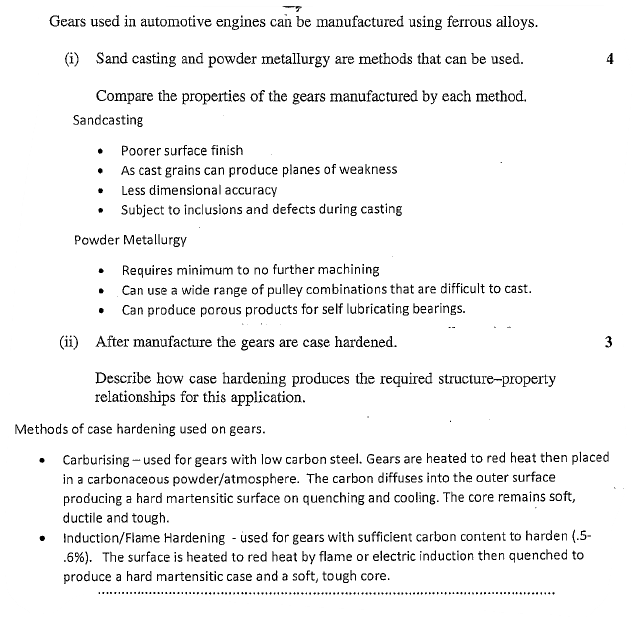 Gears used in automotive engines can be manufactured using ferrous alloys.
(i) Sand casting and powder metallurgy are methods that can be used. 4
Compare the properties of the gears manufactured by each method.
Sandcasting
• Poorer surface finish
• As cast grains can produce planes of weakness
• Less dimensional accuracy
• Subject to inclusions and defects during casting
Powder Metallurgy
• Requires minimum to no further machining
• Can use a wide range of pulley combinations that are difficult to cast.
• Can produce porous products for self lubricating bearings.
(ii) After manufacture the gears are case hardened. 3
Describe how case hardening produces the required structure–property
relationships for this application.
Methods of case hardening used on gears.
• Carburising – used for gears with low carbon steel. Gears are heated to red heat then placed
in a carbonaceous powder/atmosphere. The carbon diffuses into the outer surface
producing a hard martensitic surface on quenching and cooling. The core remains soft,
ductile and tough.
• Induction/Flame Hardening - used for gears with sufficient carbon content to harden (.5-
.6%). The surface is heated to red heat by flame or electric induction then quenched to
produce a hard martensitic case and a soft, tough core.